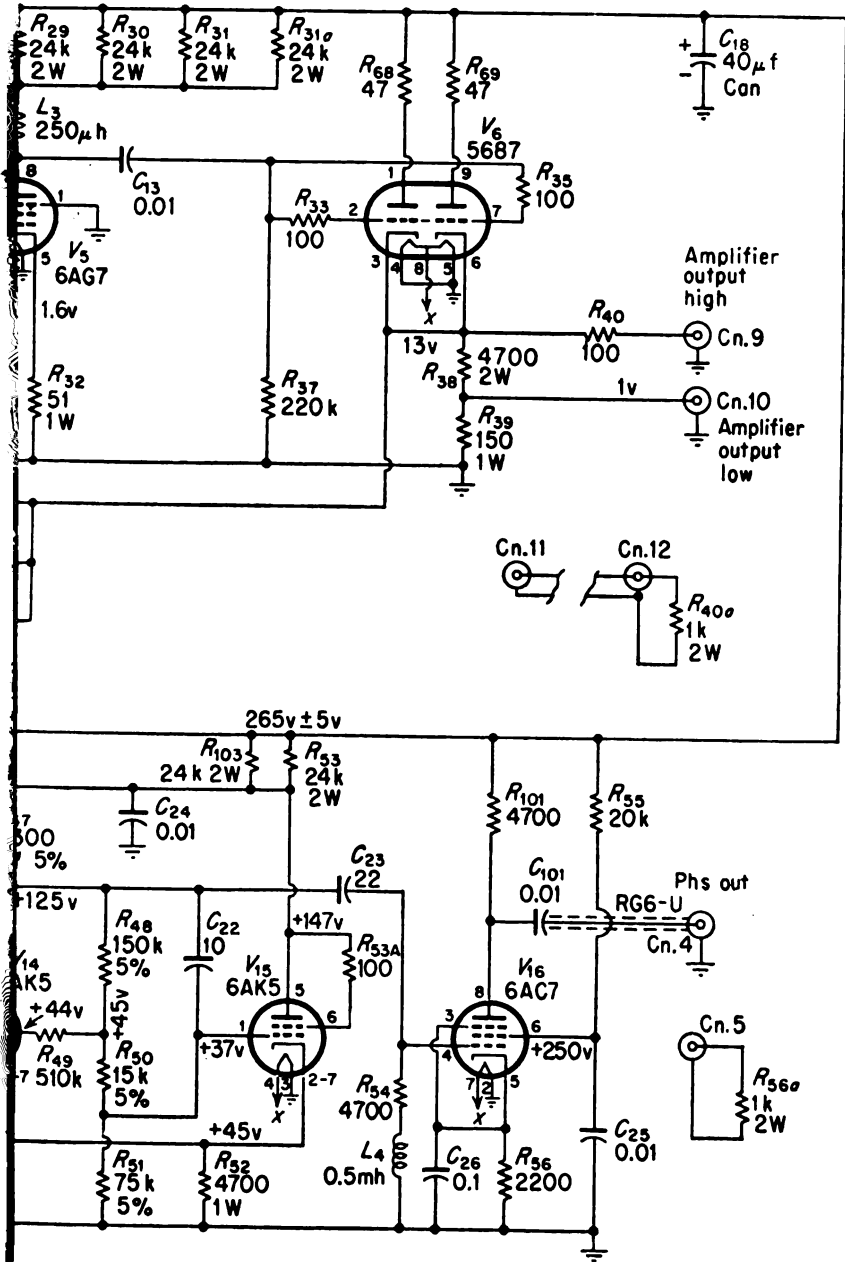 R29
24k
2W
R30
24k
2W
R31
24k
2W
R31a
24k
2W
R68
47
R69
47
+
-
C18
40μf
Can
L3
250μh
8
1
V5
6AG7
5
1.6v
C13
0.01
V6
5687
1
9
R35
100
R33
100
2
7
3
4
8
5
6
X
Amplifier
output
high
R40
100
Cn.9
13v
4700
2W
R38
1v
Cn.10
Amplifier
output
low
R32
51
1W
R37
220k
R39
150
1W
Cn.11
Cn.12
R40a
1k
2W
265v±5v
R103
24k 2W
R53
24k
2W
R101
4700
R55
20k
C24
0.01
7
500
5%
C23
22
C101
0.01
Phs out
RG6-U
Cn.4
+125v
R48
150k
5%
C22
10
+147v
R53A
100
V14
AK5
+44v
+45v
R49
510k
V15
6AK5
5
1
6
+37v
4
3
2-7
X
V16
6AC7
8
3
4
6
+250v
7
2
5
X
Cn.5
R56a
1k
2W
R50
15k
5%
+7
R54
4700
+45v
L4
0.5mh
C26
0.1
R56
2200
C25
0.01
R51
75k
5%
R52
4700
1W